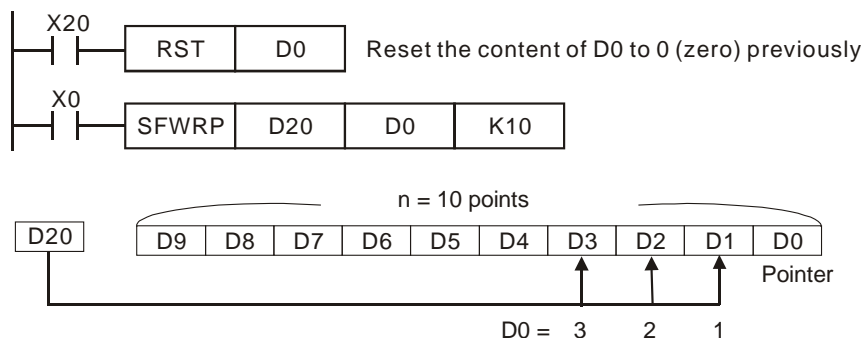 X20
RST D0 Reset the content of D0 to 0 (zero) previously
X0
SFWRP D20 D0 K10
n = 10 points
D20 D9 D8 D7 D6 D5 D4 D3 D2 D1 D0
Pointer
D0 = 3 2 1